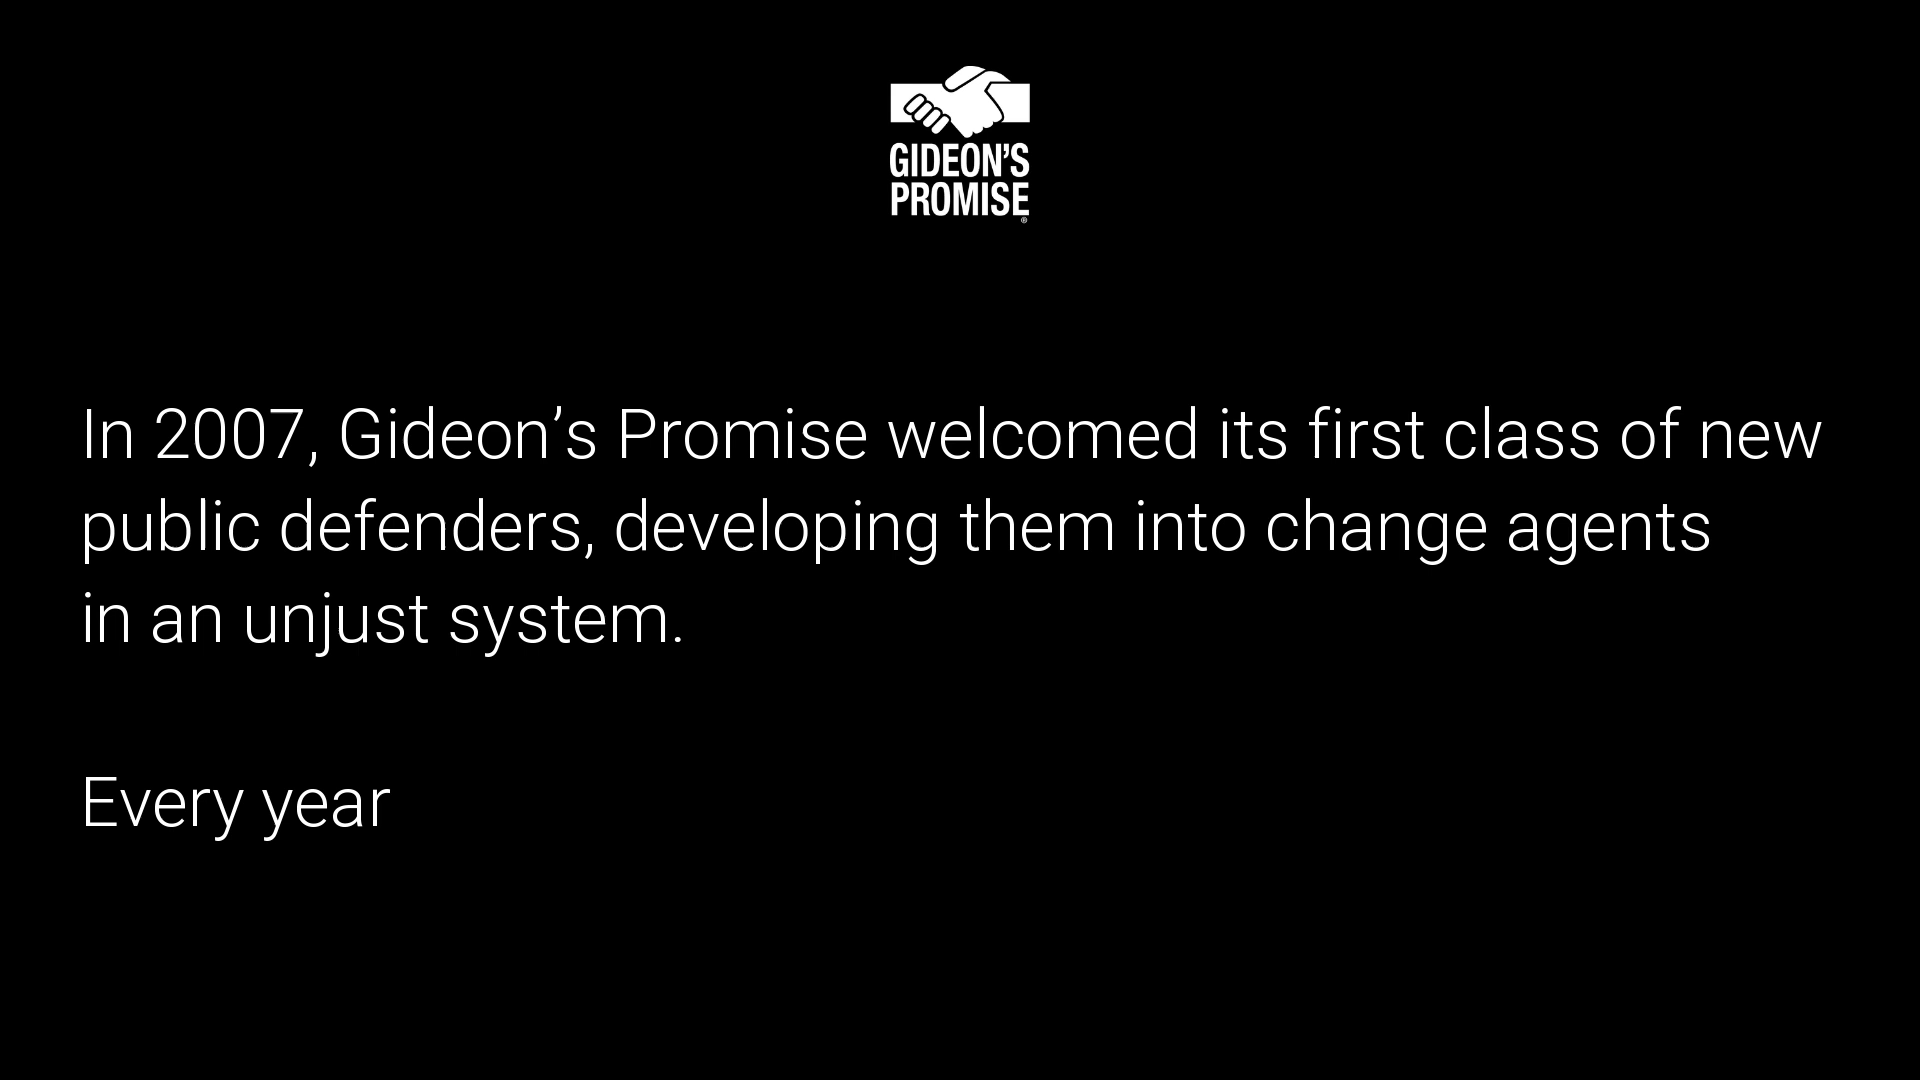 GIDEON'S
PROMISE
®
In 2007, Gideon’s Promise welcomed its first class of new
public defenders, developing them into change agents
in an unjust system.
Every year